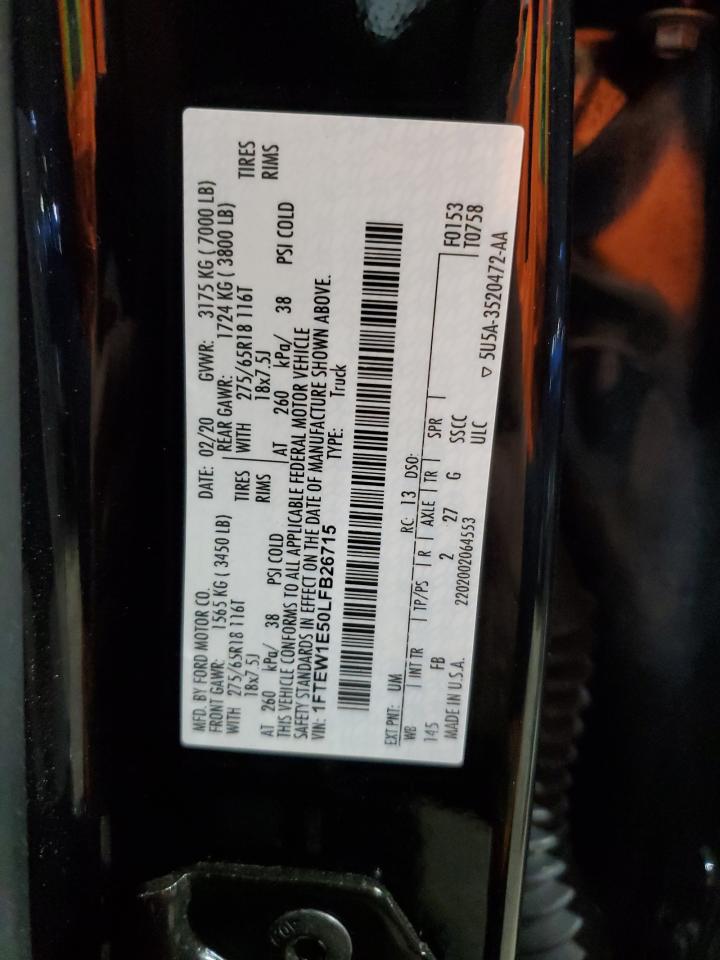 MFD. BY FORD MOTOR CO. DATE: 02/20 GVWR: 3175 KG ( 7000 LB)
FRONT GAWR: 1565 KG ( 3450 LB) REAR GAWR: 1724 KG ( 3800 LB)
WITH 275/65R18 116T TIRES WITH 275/65R18 116T TIRES
18x7.5J RIMS 18x7.5J RIMS
AT 260 kPa/ 38 PSI COLD AT 260 kPa/ 38 PSI COLD
THIS VEHICLE CONFORMS TO ALL APPLICABLE FEDERAL MOTOR VEHICLE
SAFETY STANDARDS IN EFFECT ON THE DATE OF MANUFACTURE SHOWN ABOVE.
VIN: 1FTEW1E50LFB26715 TYPE: Truck
EXT PNT: UM RC: 13 DSO:
WB | INT TR | TP/PS | R | AXLE | TR | SPR F0153
145 FB 2 27 G SSCC T0758
MADE IN U.S.A. 2202002064553 ULC
▽ 5U5A-3520472-AA